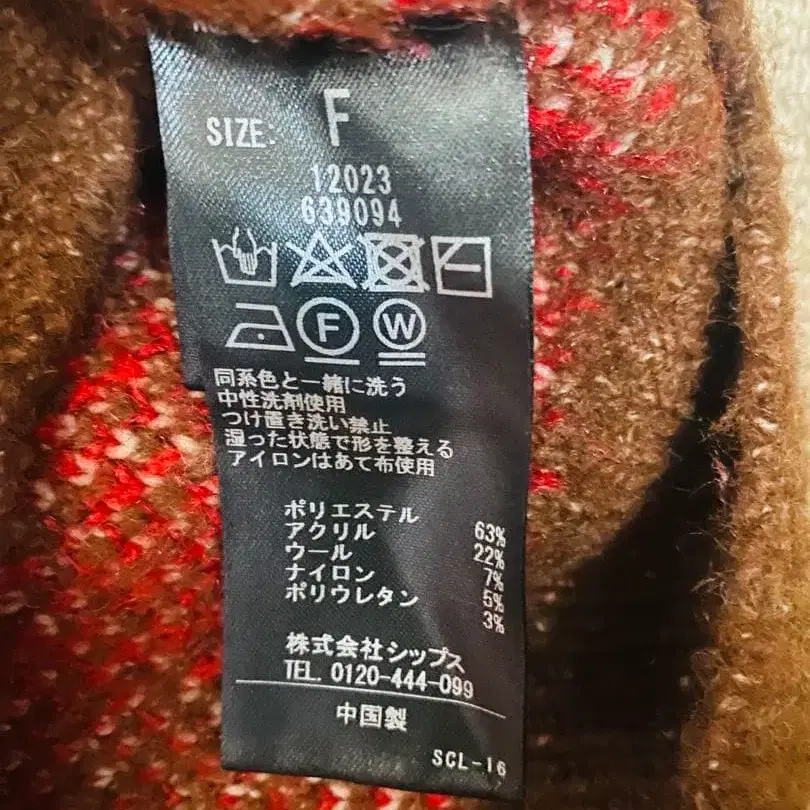 SIZE: F
12023
639094
F W
同系色と一緒に洗う
中性洗剤使用
つけ置き洗い禁止
湿った状態で形を整える
アイロンはあて布使用
ポリエステル 63%
アクリル 22%
ウール 7%
ナイロン 5%
ポリウレタン 3%
株式会社シップス
TEL. 0120-444-099
中国製
SCL-16